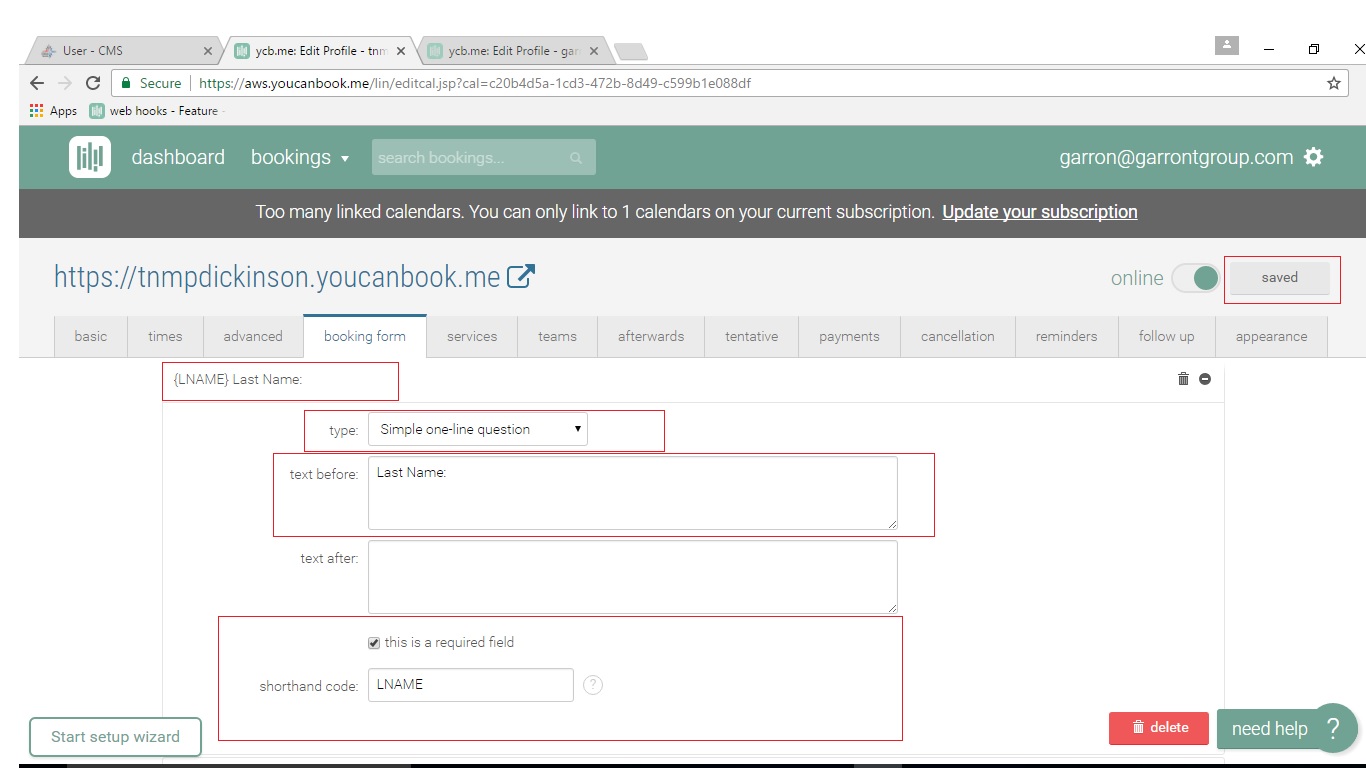 User - CMS
ycb.me: Edit Profile - tnm
ycb.me: Edit Profile - gar
Secure https://aws.youcanbook.me/lin/editcal.jsp?cal=c20b4d5a-1cd3-472b-8d49-c599b1e088df
Apps web hooks - Feature -
dashboard bookings search bookings... garron@garrontgroup.com
Too many linked calendars. You can only link to 1 calendars on your current subscription. Update your subscription
https://tnmpdickinson.youcanbook.me online saved
basic times advanced booking form services teams afterwards tentative payments cancellation reminders follow up appearance
{LNAME} Last Name:
type: Simple one-line question
text before: Last Name:
text after:
this is a required field
shorthand code: LNAME ?
Start setup wizard delete need help ?